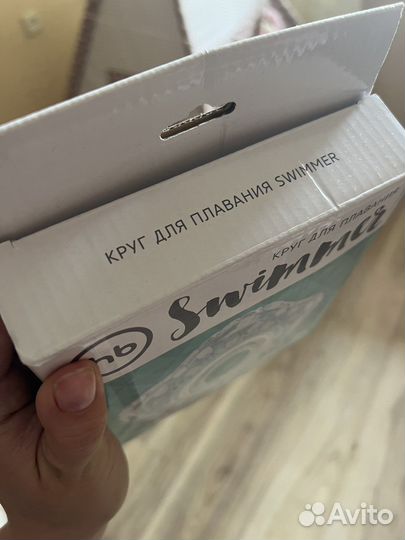 КРУГ ДЛЯ ПЛАВАНИЯ SWIMMER
КРУГ ДЛЯ ПЛАВАНИЯ
Swimmer
hb
Avito